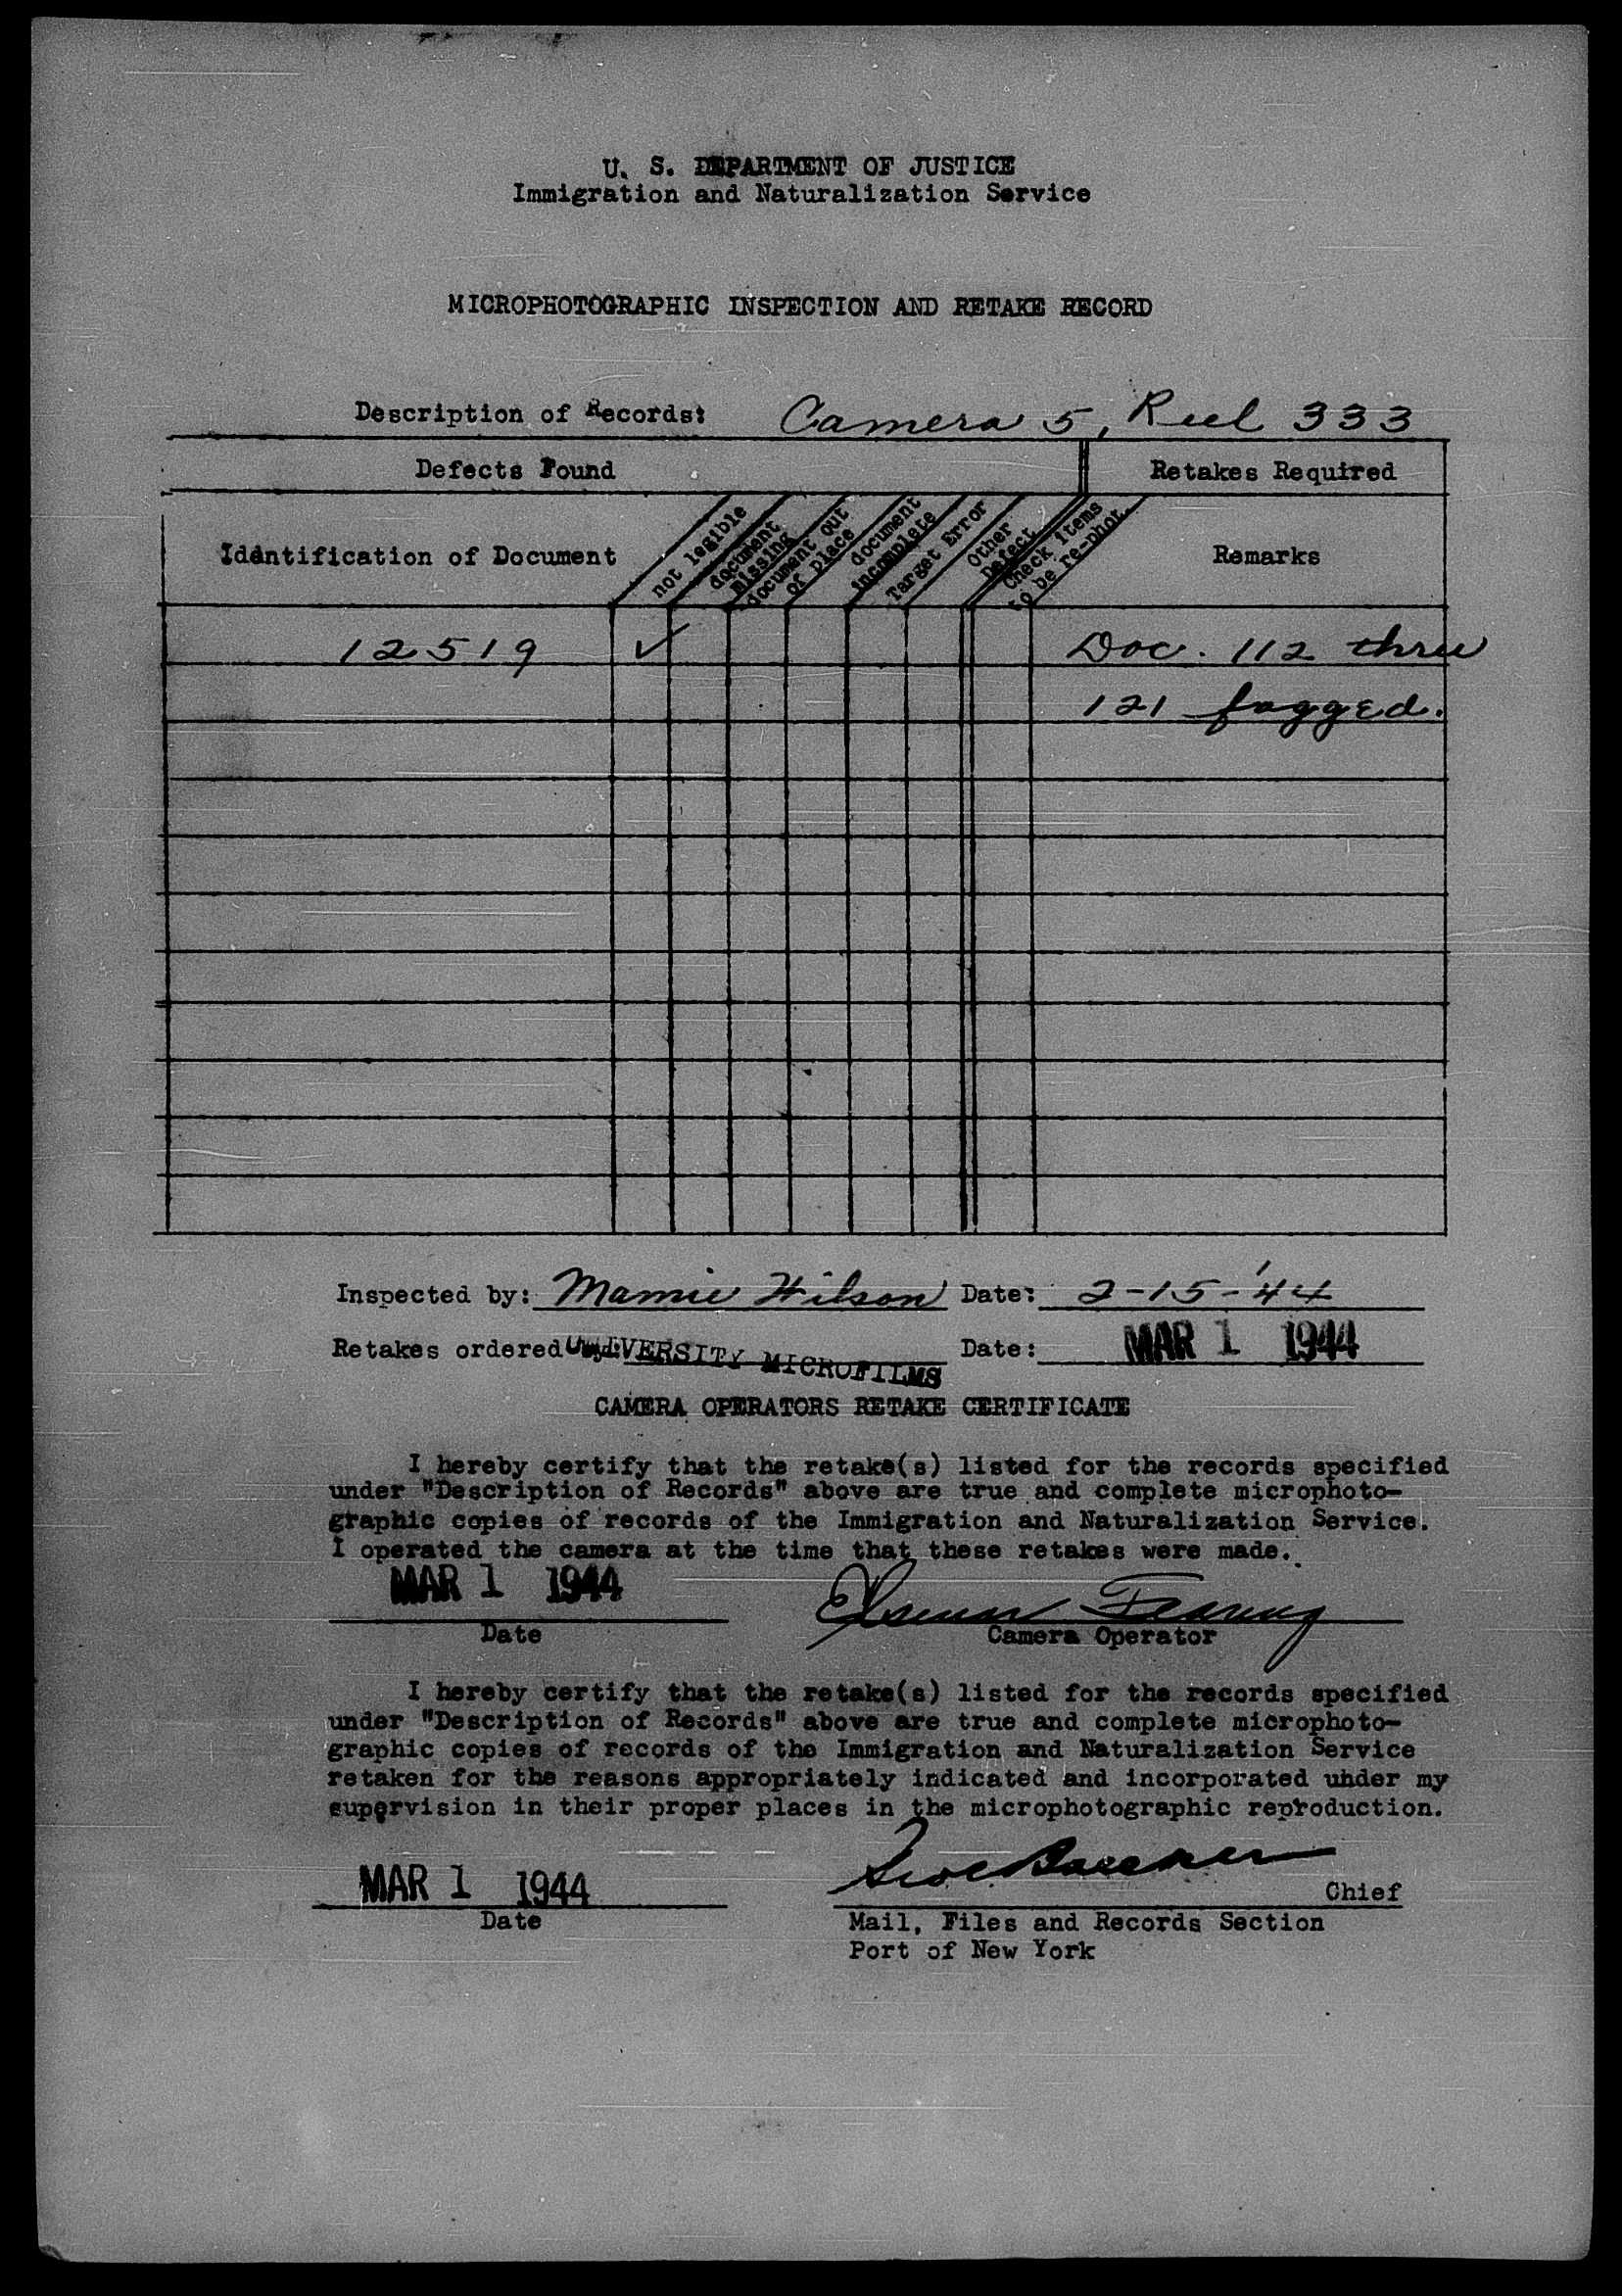 U. S. DEPARTMENT OF JUSTICE
Immigration and Naturalization Service
MICROPHOTOGRAPHIC INSPECTION AND RETAKE RECORD
Description of Records: Camera 5, Reel 333
Defects Found Retakes Required
Identification of Document
not legible
document missing
document out of place
document incomplete
Target Error
Other Defect
Check items to be re-phot.
Remarks
12519 ✓ Doc. 112 thru
121 fogged.
Inspected by: Mamie Wilson Date: 2-15-'44
Retakes ordered by: UNIVERSITY MICROFILMS Date: MAR 1 1944
CAMERA OPERATORS RETAKE CERTIFICATE
I hereby certify that the retake(s) listed for the records specified
under "Description of Records" above are true and complete microphoto-
graphic copies of records of the Immigration and Naturalization Service.
I operated the camera at the time that these retakes were made.
MAR 1 1944
Date Camera Operator
I hereby certify that the retake(s) listed for the records specified
under "Description of Records" above are true and complete microphoto-
graphic copies of records of the Immigration and Naturalization Service
retaken for the reasons appropriately indicated and incorporated under my
supervision in their proper places in the microphotographic reproduction.
MAR 1 1944 Chief
Date Mail, Files and Records Section
Port of New York